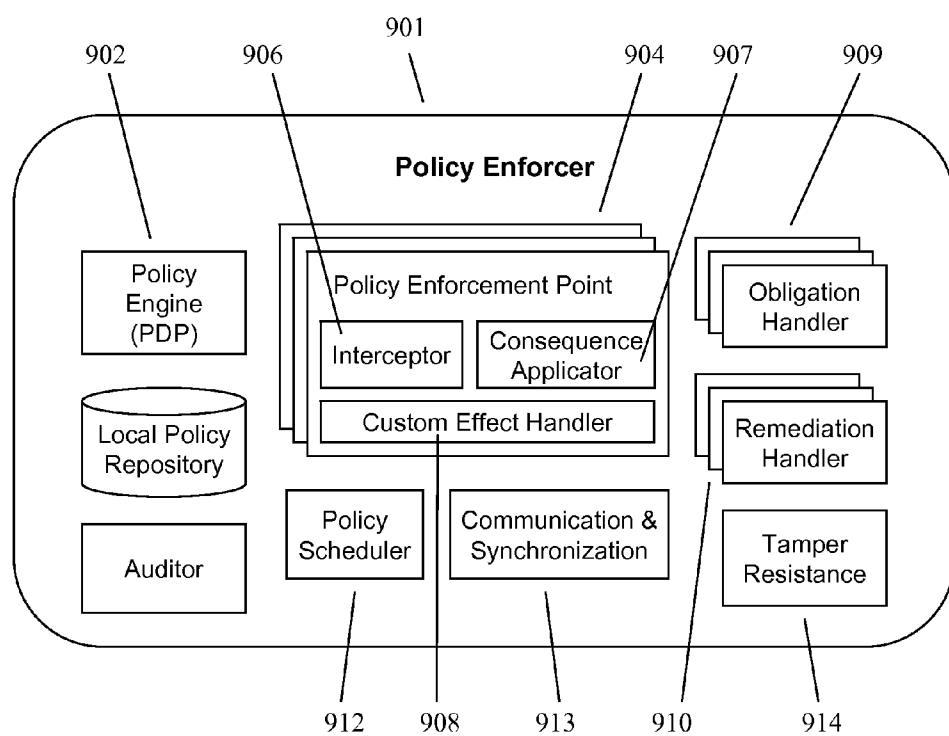 901
902
906
904
907
909
Policy Enforcer
Policy
Engine
(PDP)
Policy Enforcement Point
Interceptor
Consequence
Applicator
Custom Effect Handler
Obligation
Handler
Local Policy
Repository
Remediation
Handler
Auditor
Policy
Scheduler
Communication &
Synchronization
Tamper
Resistance
912
908
913
910
914